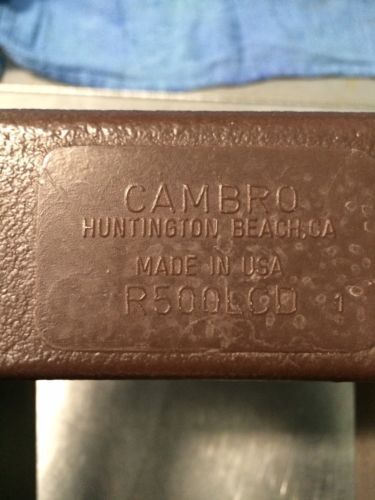 CAMBRO
HUNTINGTON BEACH, CA
MADE IN USA
R500LCD 1